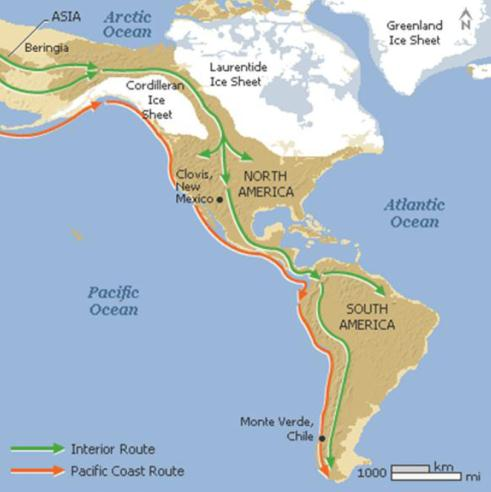 ASIA
Arctic
Ocean
Greenland
Ice Sheet
N
Beringia
Laurentide
Ice Sheet
Cordilleran
Ice
Sheet
Clovis,
New
Mexico
NORTH
AMERICA
Atlantic
Ocean
Pacific
Ocean
SOUTH
AMERICA
Monte Verde,
Chile
Interior Route
Pacific Coast Route
1000
km
mi